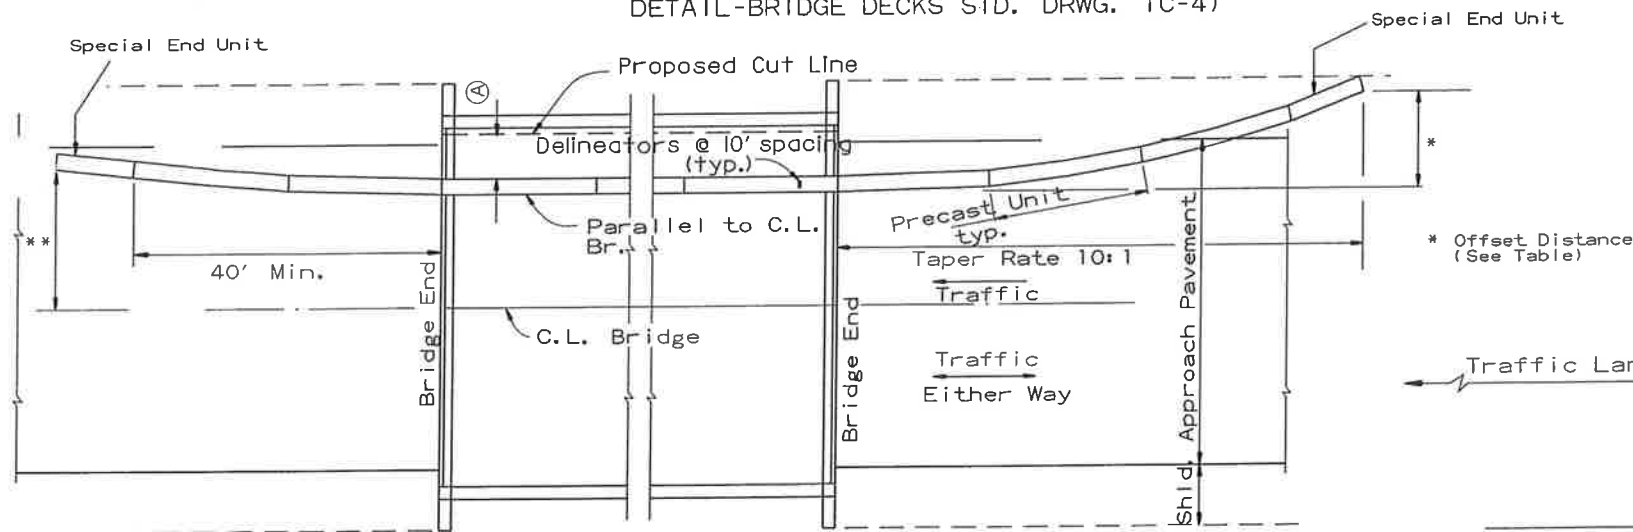 DETAIL-BRIDGE DECKS STD. DRWG. TC-4)
Special End Unit
Special End Unit
Proposed Cut Line
A
Delineators @ 10' spacing
(typ.)
*
**
Precast Unit
typ.
Parallel to C.L.
Br.
40' Min.
Taper Rate 10:1
* Offset Distance
(See Table)
Traffic
Bridge End
C.L. Bridge
Bridge End
Traffic
Either Way
Shld. Approach Pavement
Traffic